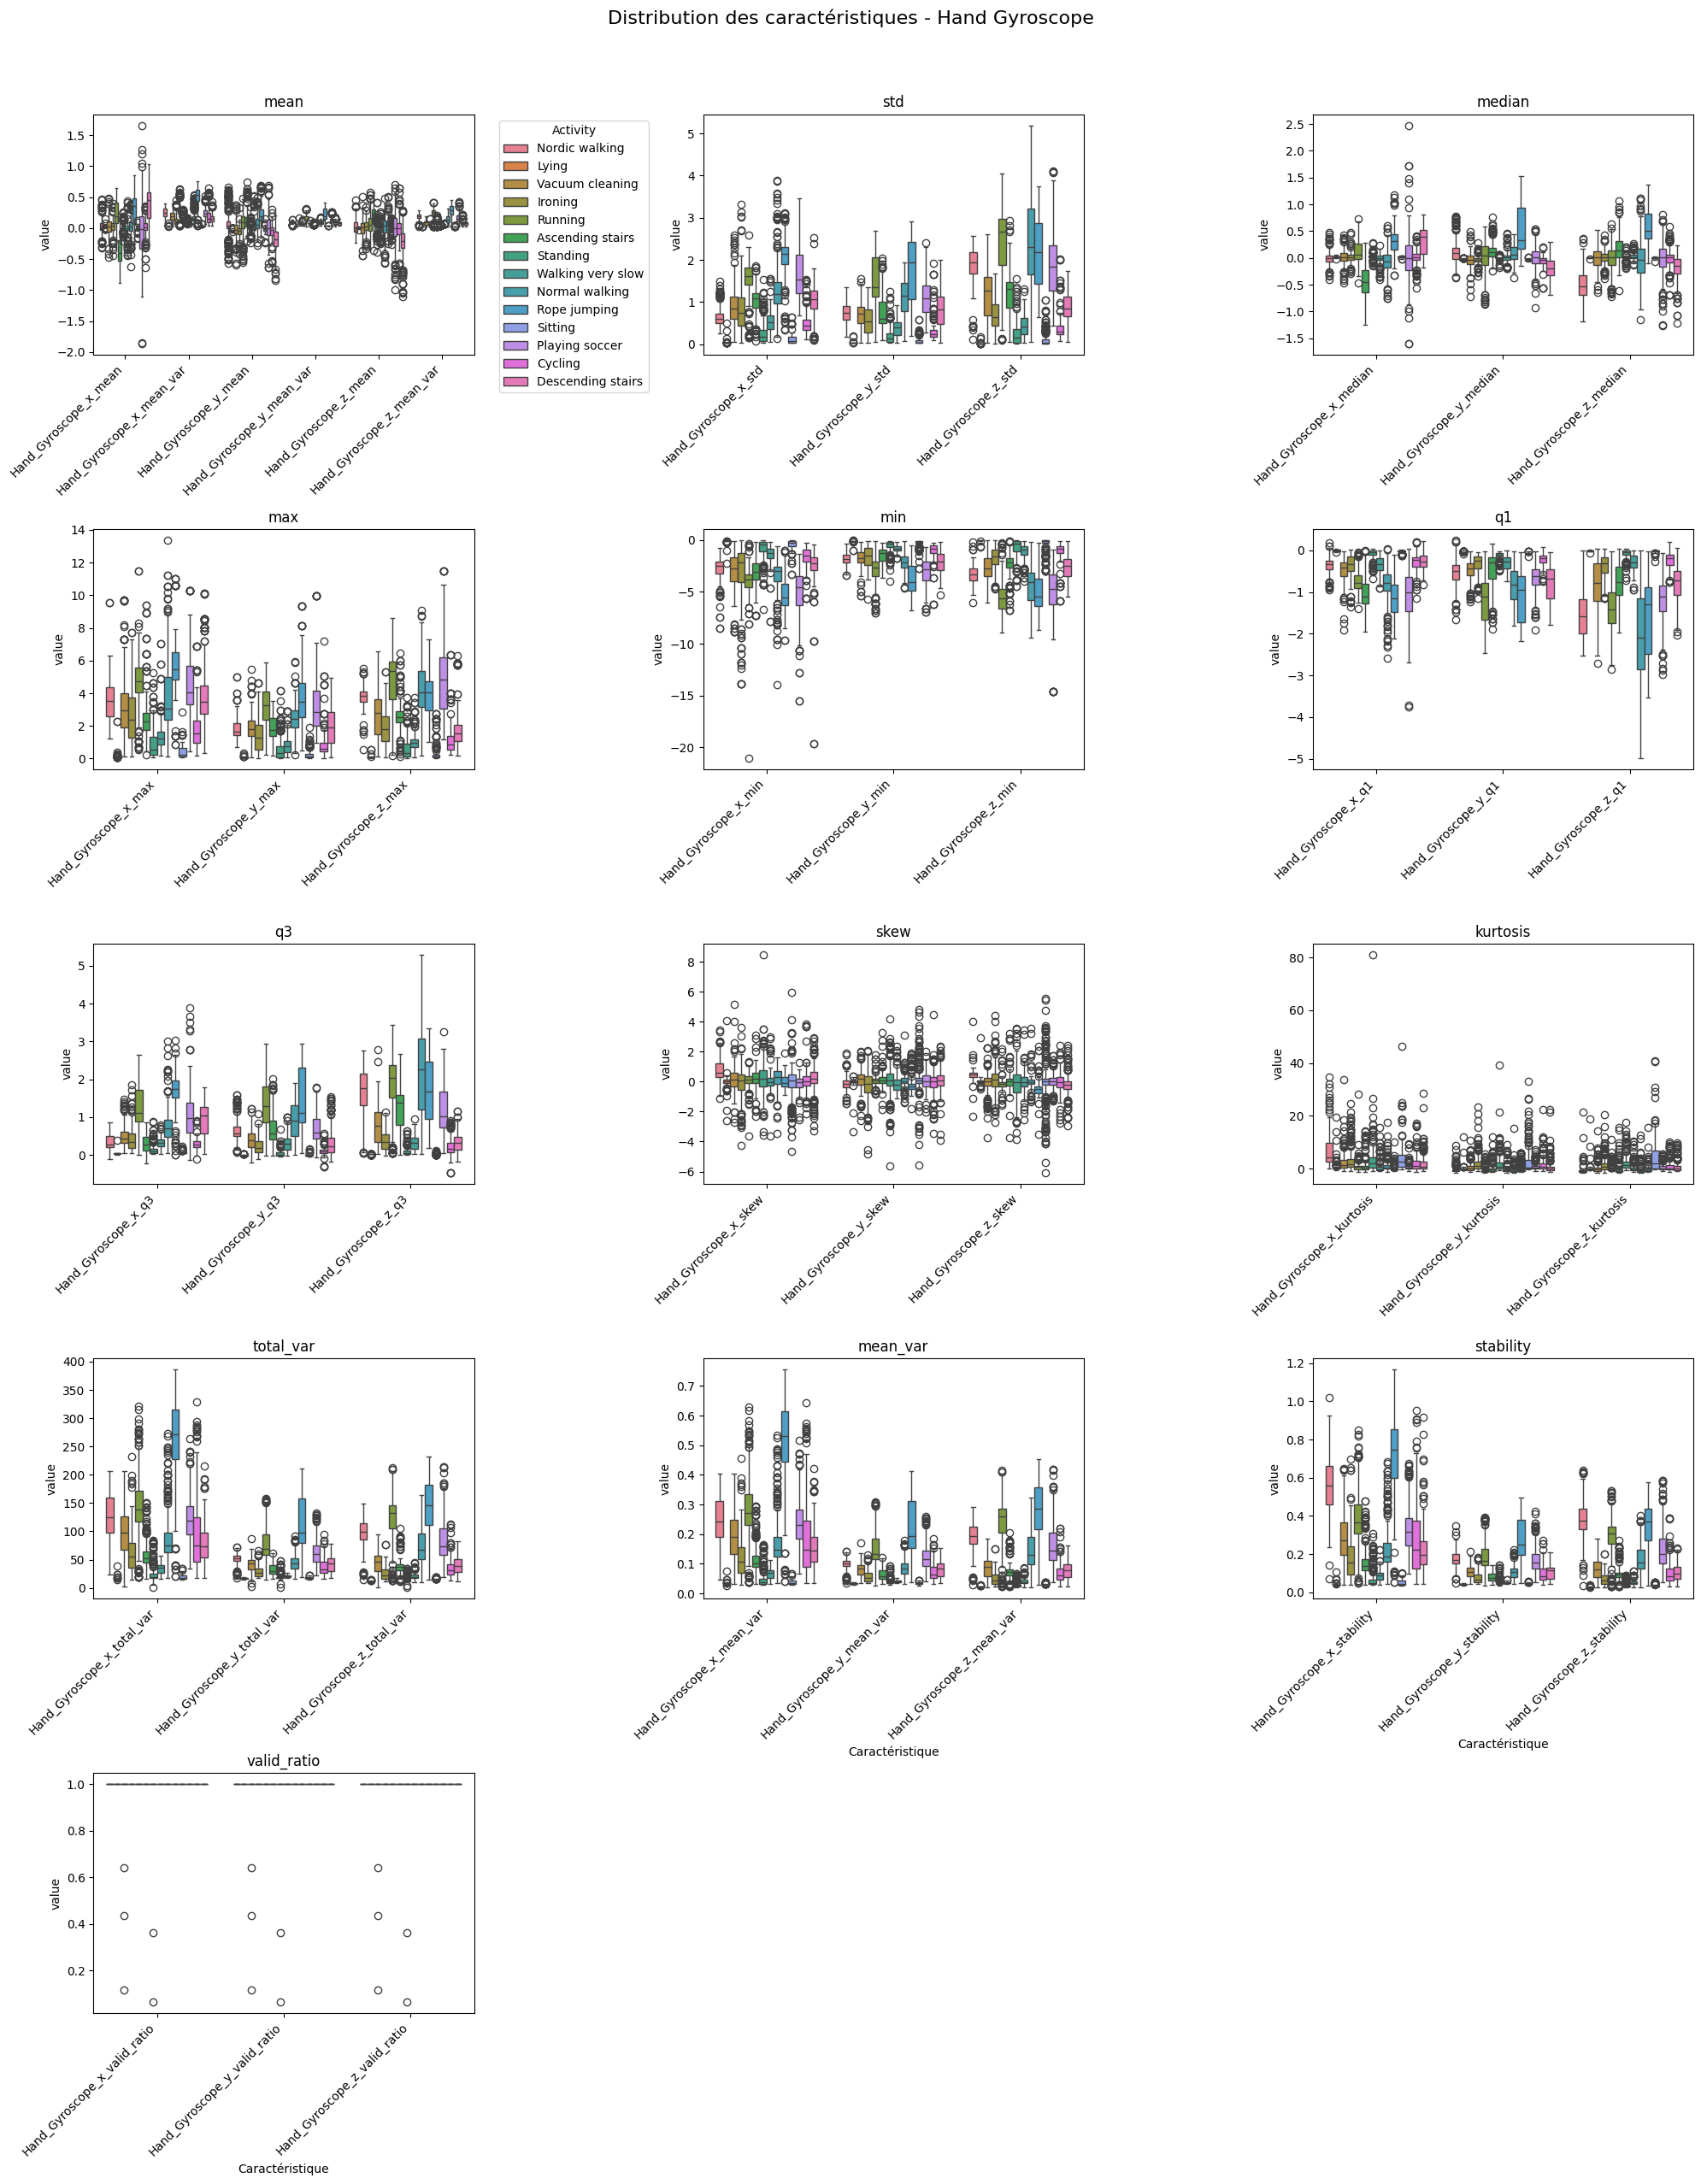 Distribution des caractéristiques - Hand Gyroscope
mean
value
1.5
1.0
0.5
0.0
−0.5
−1.0
−1.5
−2.0
Hand_Gyroscope_x_mean
Hand_Gyroscope_x_mean_var
Hand_Gyroscope_y_mean
Hand_Gyroscope_y_mean_var
Hand_Gyroscope_z_mean
Hand_Gyroscope_z_mean_var
Activity
Nordic walking
Lying
Vacuum cleaning
Ironing
Running
Ascending stairs
Standing
Walking very slow
Normal walking
Rope jumping
Sitting
Playing soccer
Cycling
Descending stairs
std
value
5
4
3
2
1
0
Hand_Gyroscope_x_std
Hand_Gyroscope_y_std
Hand_Gyroscope_z_std
median
value
2.5
2.0
1.5
1.0
0.5
0.0
−0.5
−1.0
−1.5
Hand_Gyroscope_x_median
Hand_Gyroscope_y_median
Hand_Gyroscope_z_median
max
value
14
12
10
8
6
4
2
0
Hand_Gyroscope_x_max
Hand_Gyroscope_y_max
Hand_Gyroscope_z_max
min
value
0
−5
−10
−15
−20
Hand_Gyroscope_x_min
Hand_Gyroscope_y_min
Hand_Gyroscope_z_min
q1
value
0
−1
−2
−3
−4
−5
Hand_Gyroscope_x_q1
Hand_Gyroscope_y_q1
Hand_Gyroscope_z_q1
q3
value
5
4
3
2
1
0
Hand_Gyroscope_x_q3
Hand_Gyroscope_y_q3
Hand_Gyroscope_z_q3
skew
value
8
6
4
2
0
−2
−4
−6
Hand_Gyroscope_x_skew
Hand_Gyroscope_y_skew
Hand_Gyroscope_z_skew
kurtosis
value
80
60
40
20
0
Hand_Gyroscope_x_kurtosis
Hand_Gyroscope_y_kurtosis
Hand_Gyroscope_z_kurtosis
total_var
value
400
350
300
250
200
150
100
50
0
Hand_Gyroscope_x_total_var
Hand_Gyroscope_y_total_var
Hand_Gyroscope_z_total_var
mean_var
value
0.7
0.6
0.5
0.4
0.3
0.2
0.1
0.0
Hand_Gyroscope_x_mean_var
Hand_Gyroscope_y_mean_var
Hand_Gyroscope_z_mean_var
Caractéristique
stability
value
1.2
1.0
0.8
0.6
0.4
0.2
0.0
Hand_Gyroscope_x_stability
Hand_Gyroscope_y_stability
Hand_Gyroscope_z_stability
Caractéristique
valid_ratio
value
1.0
0.8
0.6
0.4
0.2
Hand_Gyroscope_x_valid_ratio
Hand_Gyroscope_y_valid_ratio
Hand_Gyroscope_z_valid_ratio
Caractéristique